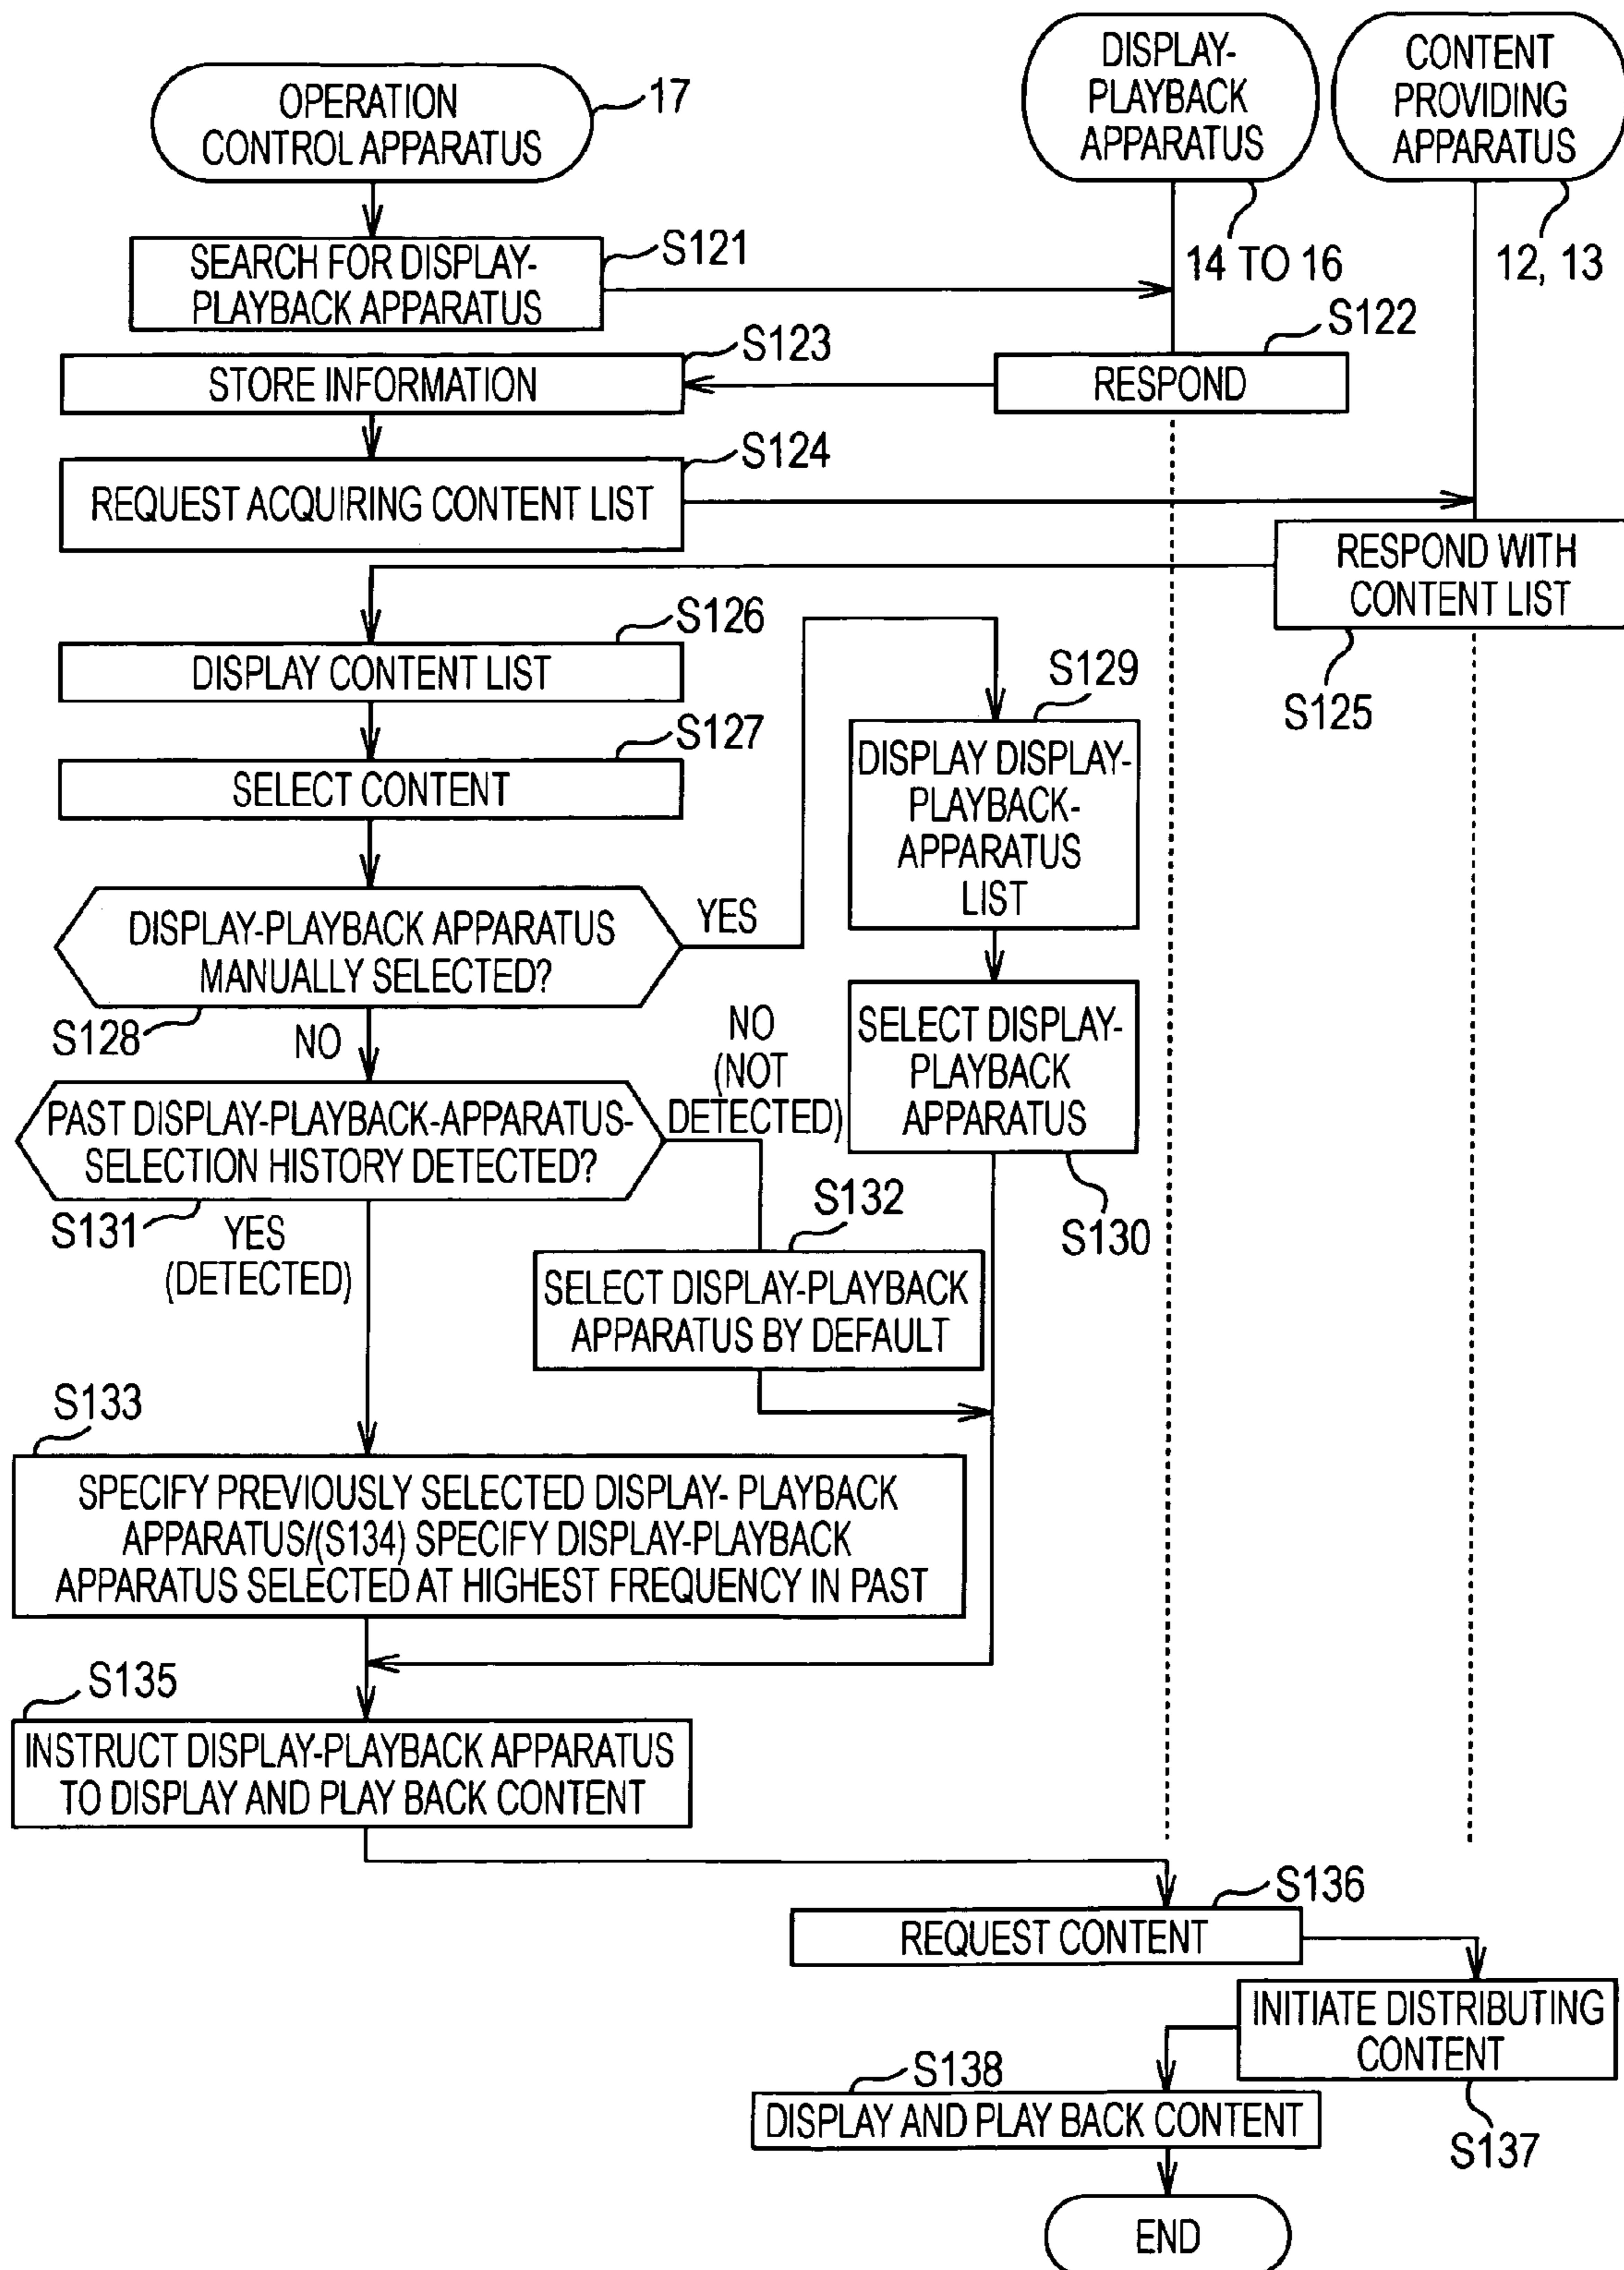 OPERATION
CONTROL APPARATUS
17
DISPLAY-
PLAYBACK
APPARATUS
14 TO 16
CONTENT
PROVIDING
APPARATUS
12, 13
SEARCH FOR DISPLAY-
PLAYBACK APPARATUS
S121
RESPOND
S122
STORE INFORMATION
S123
REQUEST ACQUIRING CONTENT LIST
S124
RESPOND WITH
CONTENT LIST
S125
DISPLAY CONTENT LIST
S126
SELECT CONTENT
S127
DISPLAY-PLAYBACK APPARATUS
MANUALLY SELECTED?
S128
YES
NO
DISPLAY DISPLAY-
PLAYBACK-
APPARATUS
LIST
S129
SELECT DISPLAY-
PLAYBACK
APPARATUS
S130
PAST DISPLAY-PLAYBACK-APPARATUS-
SELECTION HISTORY DETECTED?
S131
NO
(NOT
DETECTED)
YES
(DETECTED)
SELECT DISPLAY-PLAYBACK
APPARATUS BY DEFAULT
S132
S133
SPECIFY PREVIOUSLY SELECTED DISPLAY- PLAYBACK
APPARATUS/(S134) SPECIFY DISPLAY-PLAYBACK
APPARATUS SELECTED AT HIGHEST FREQUENCY IN PAST
S135
INSTRUCT DISPLAY-PLAYBACK APPARATUS
TO DISPLAY AND PLAY BACK CONTENT
S136
REQUEST CONTENT
INITIATE DISTRIBUTING
CONTENT
S137
S138
DISPLAY AND PLAY BACK CONTENT
END